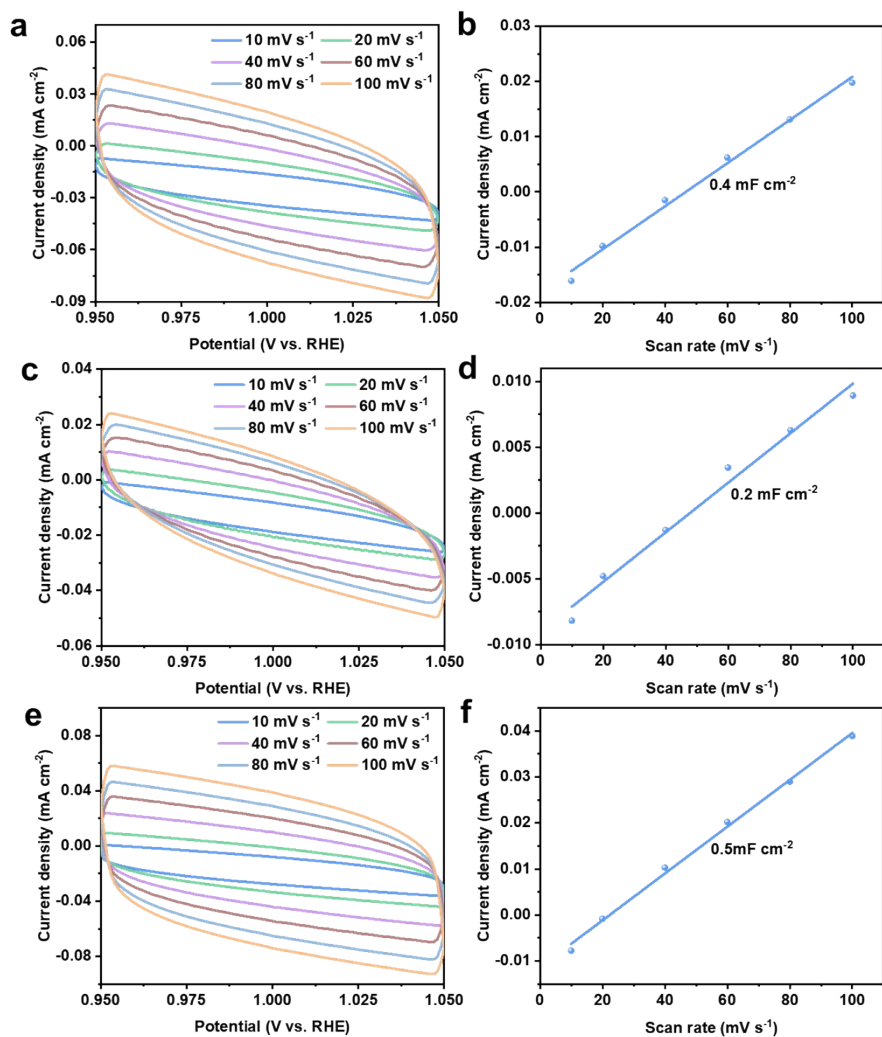 a
10 mV s⁻¹ 20 mV s⁻¹
40 mV s⁻¹ 60 mV s⁻¹
80 mV s⁻¹ 100 mV s⁻¹
Current density (mA cm⁻²)
0.06
0.03
0.00
-0.03
-0.06
-0.09
0.950 0.975 1.000 1.025 1.050
Potential (V vs. RHE)
b
Current density (mA cm⁻²)
0.03
0.02
0.01
0.00
-0.01
-0.02
0.4 mF cm⁻²
0 20 40 60 80 100
Scan rate (mV s⁻¹)
c
10 mV s⁻¹ 20 mV s⁻¹
40 mV s⁻¹ 60 mV s⁻¹
80 mV s⁻¹ 100 mV s⁻¹
Current density (mA cm⁻²)
0.04
0.02
0.00
-0.02
-0.04
-0.06
0.950 0.975 1.000 1.025 1.050
Potential (V vs. RHE)
d
Current density (mA cm⁻²)
0.010
0.005
0.000
-0.005
-0.010
0.2 mF cm⁻²
0 20 40 60 80 100
Scan rate (mV s⁻¹)
e
10 mV s⁻¹ 20 mV s⁻¹
40 mV s⁻¹ 60 mV s⁻¹
80 mV s⁻¹ 100 mV s⁻¹
Current density (mA cm⁻²)
0.08
0.04
0.00
-0.04
-0.08
0.950 0.975 1.000 1.025 1.050
Potential (V vs. RHE)
f
Current density (mA cm⁻²)
0.04
0.03
0.02
0.01
0.00
-0.01
0.5mF cm⁻²
0 20 40 60 80 100
Scan rate (mV s⁻¹)